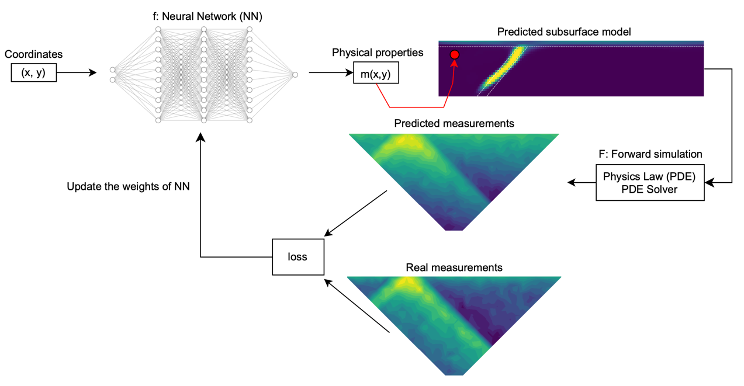 f: Neural Network (NN)
Coordinates
(x, y)
Physical properties
m(x,y)
Predicted subsurface model
Predicted measurements
F: Forward simulation
Physics Law (PDE)
PDE Solver
Update the weights of NN
loss
Real measurements